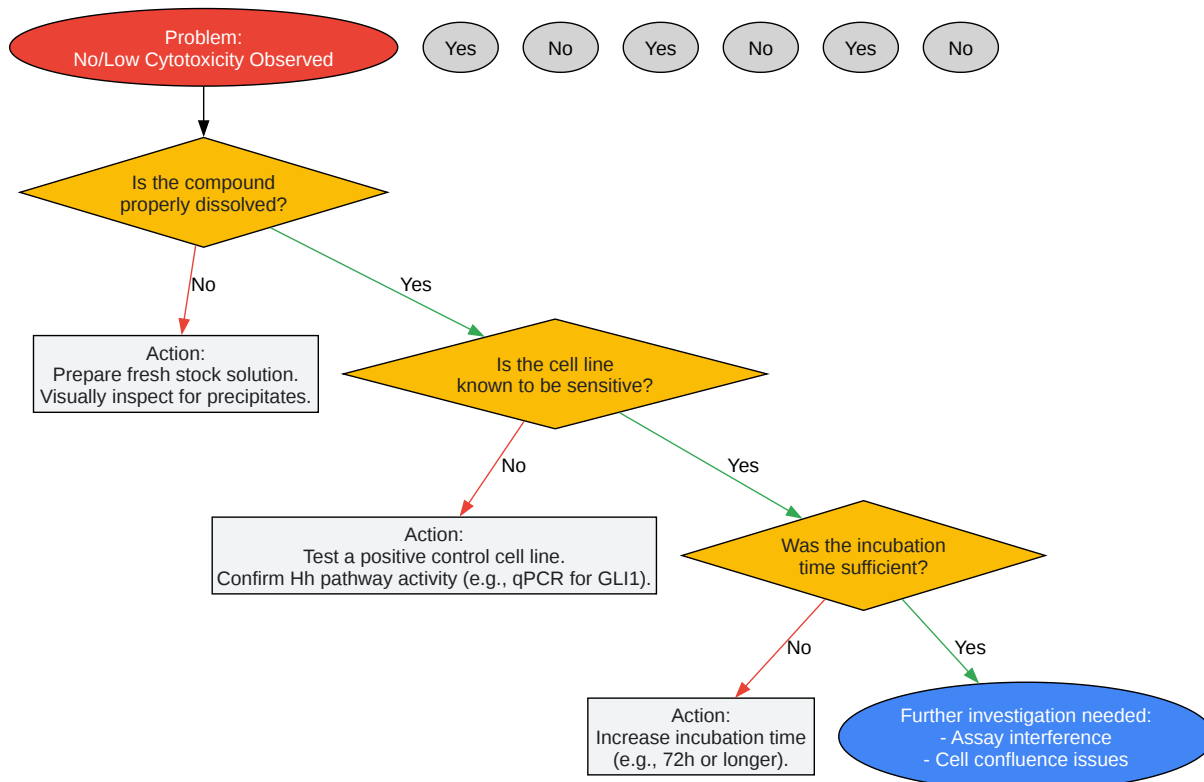 Problem:
No/Low Cytotoxicity Observed
Yes
No
Yes
No
Yes
No
Is the compound
properly dissolved?
No
Yes
Action:
Prepare fresh stock solution.
Visually inspect for precipitates.
Is the cell line
known to be sensitive?
No
Yes
Action:
Test a positive control cell line.
Confirm Hh pathway activity (e.g., qPCR for GLI1).
Was the incubation
time sufficient?
No
Yes
Action:
Increase incubation time
(e.g., 72h or longer).
Further investigation needed:
- Assay interference
- Cell confluence issues